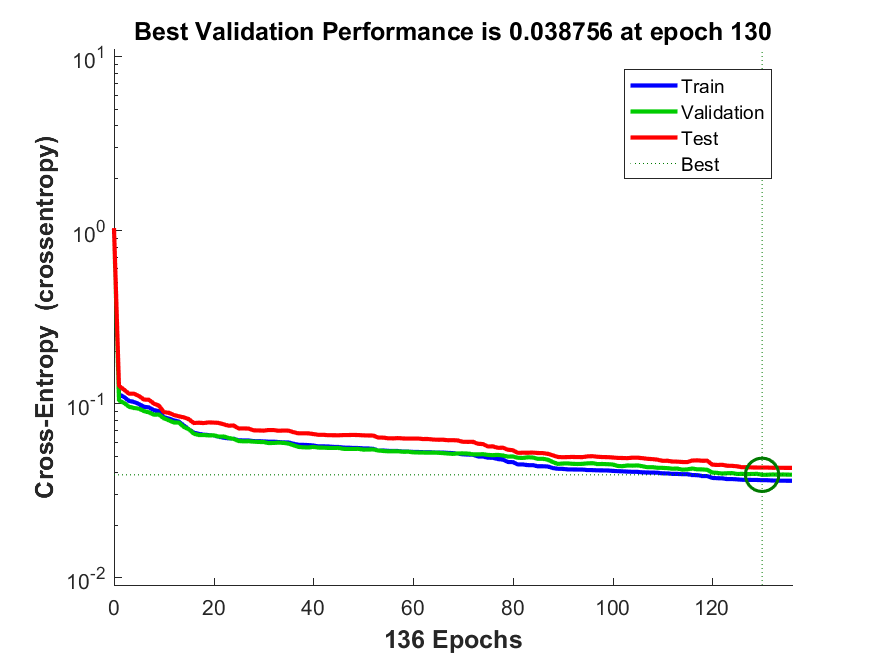 Best Validation Performance is 0.038756 at epoch 130
Cross-Entropy (crossentropy)
10^1
10^0
10^-1
10^-2
Train
Validation
Test
Best
0 20 40 60 80 100 120
136 Epochs